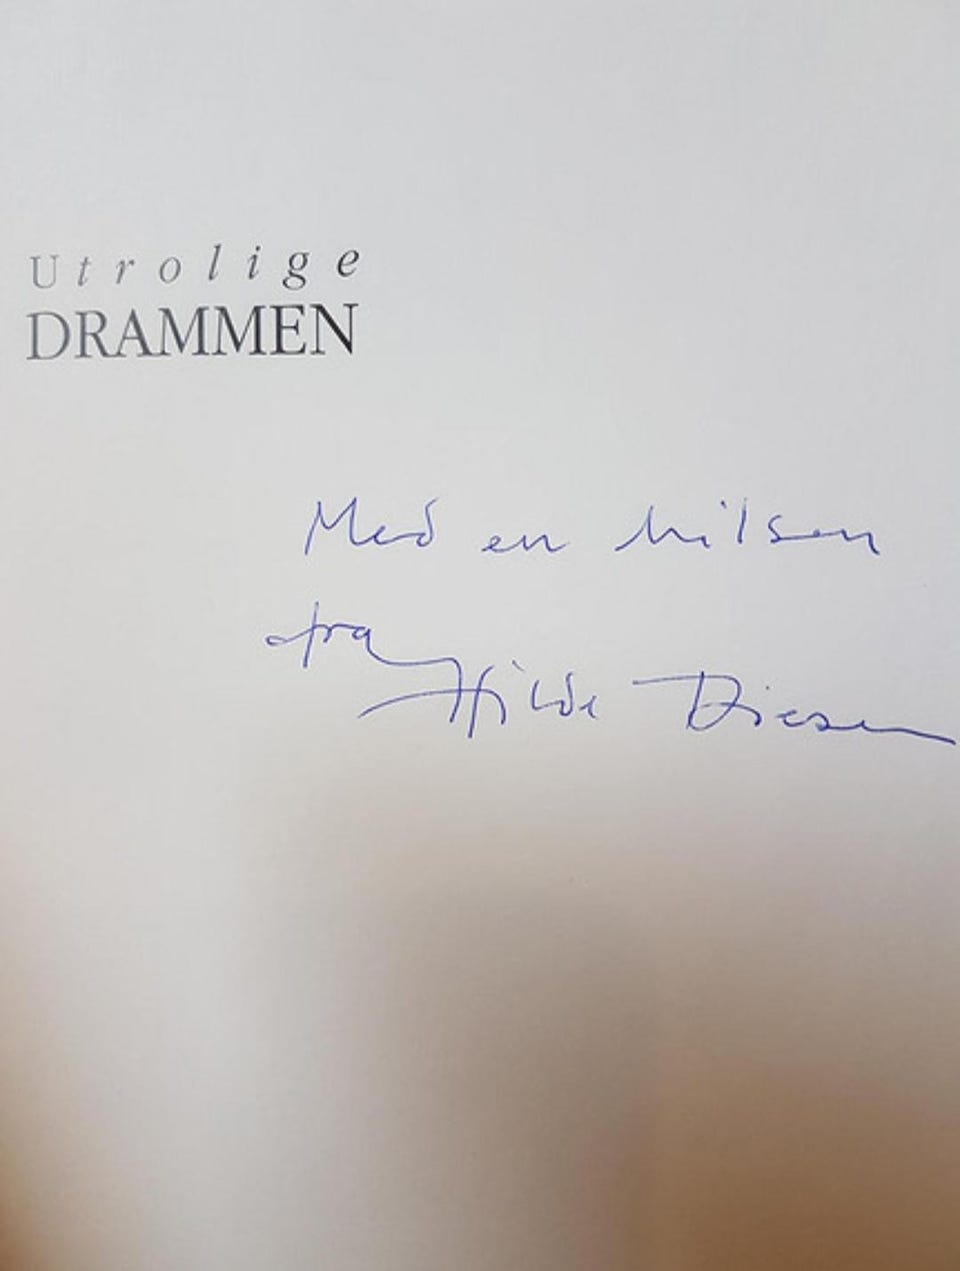 Utrolige
DRAMMEN
Med en hilsen
fra
Hilde Diesen